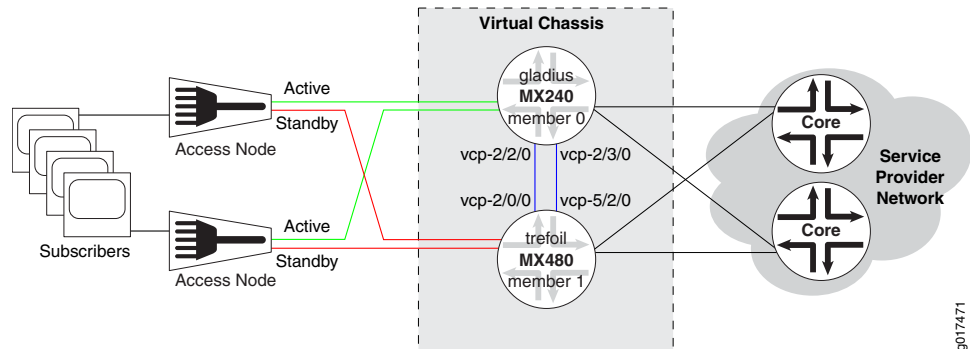 Virtual Chassis
gladius
MX240
member 0
Active
Standby
Access Node
vcp-2/2/0
vcp-2/3/0
vcp-2/0/0
vcp-5/2/0
Core
Service
Provider
Network
Core
Subscribers
Active
Standby
Access Node
trefoil
MX480
member 1
g017471